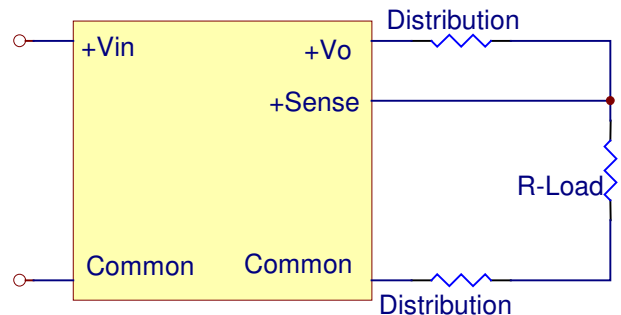 Distribution
+Vin
+Vo
+Sense
R-Load
Common
Common
Distribution